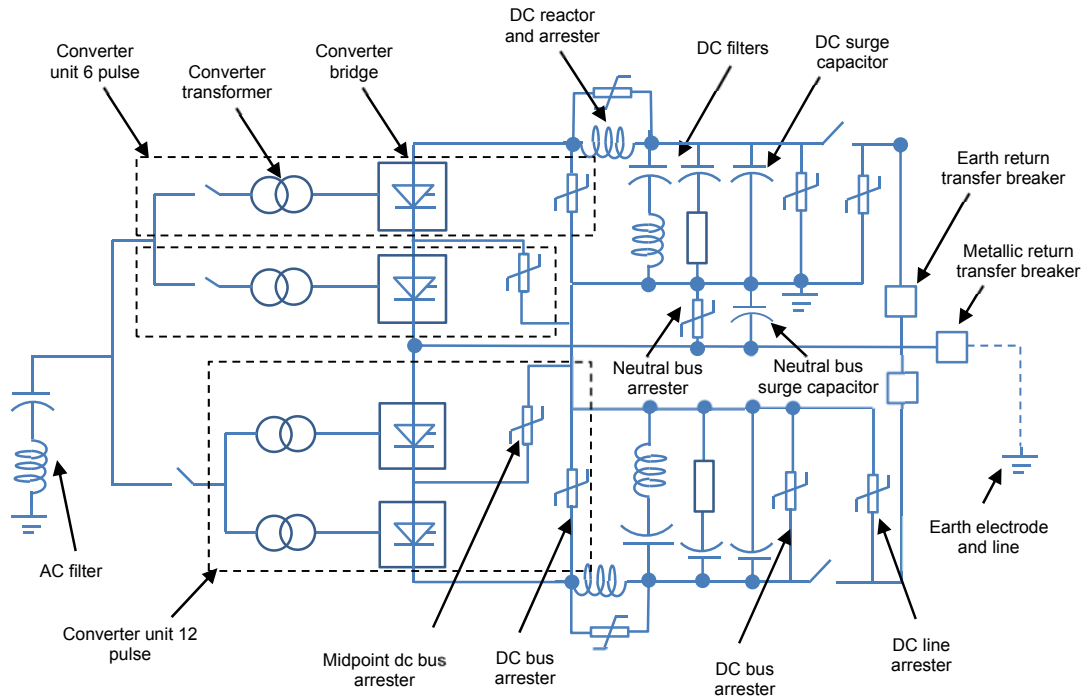 DC reactor
and arrester
DC filters
DC surge
capacitor
Converter
unit 6 pulse
Converter
transformer
Converter
bridge
Earth return
transfer breaker
Metallic return
transfer breaker
Neutral bus
arrester
Neutral bus
surge capacitor
AC filter
Earth electrode
and line
Converter unit 12
pulse
Midpoint dc bus
arrester
DC bus
arrester
DC bus
arrester
DC line
arrester